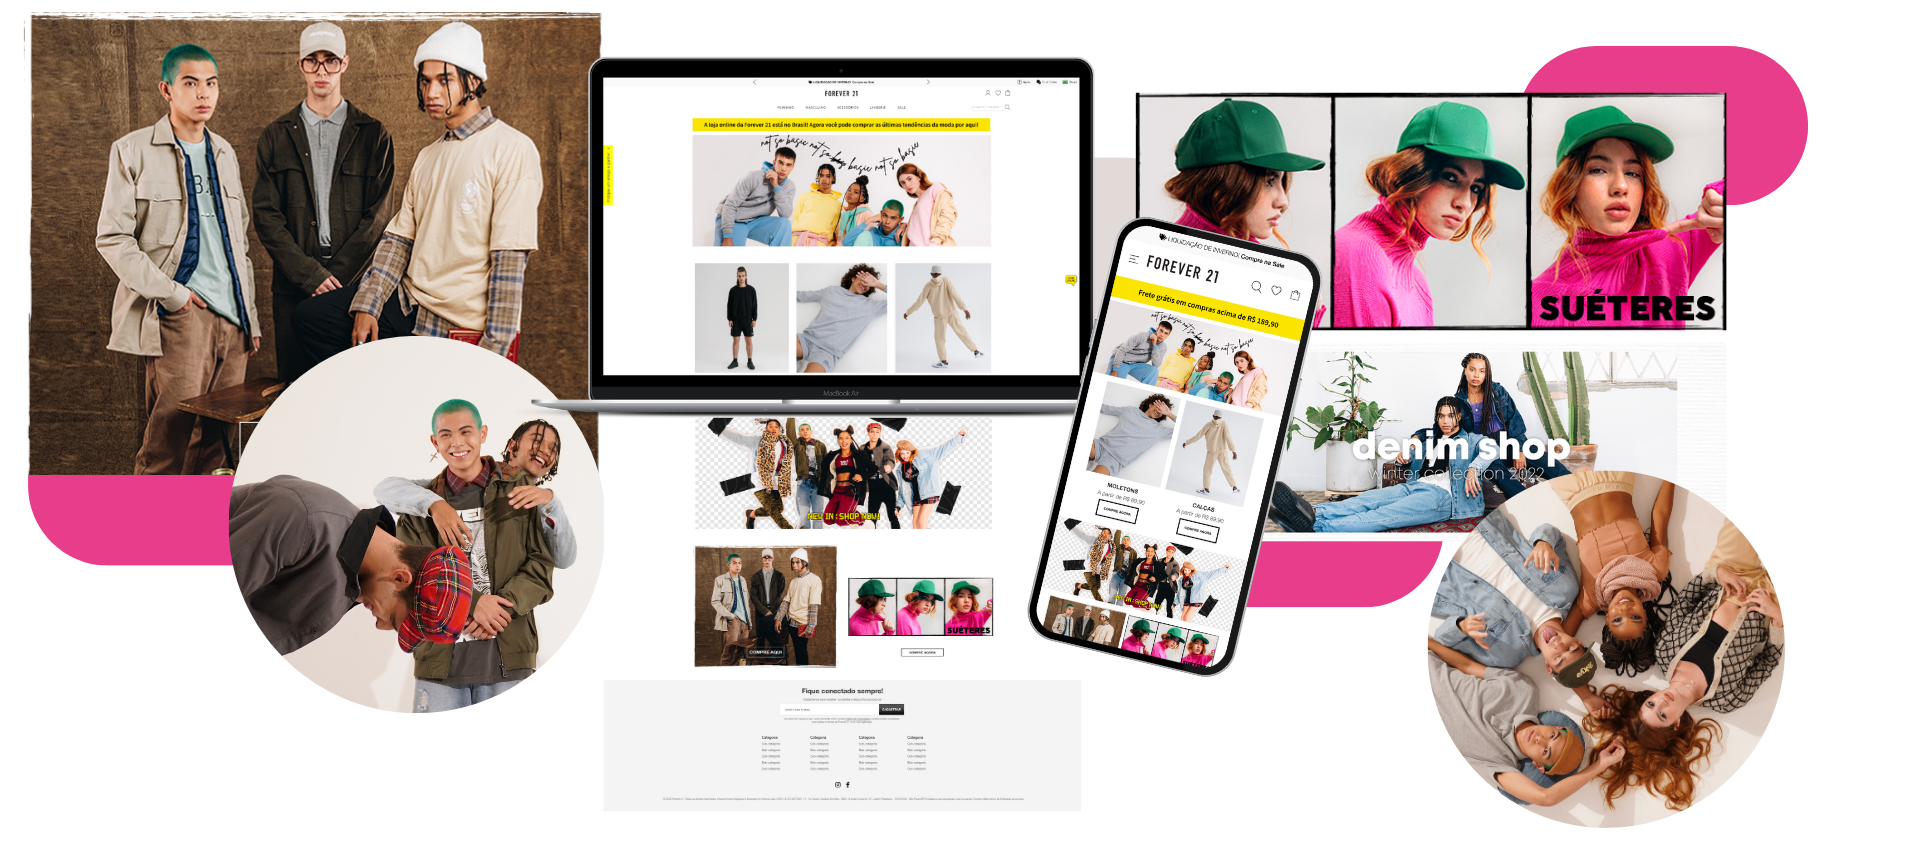 LIQUIDAÇÃO DE INVERNO! Compre na Sale
FOREVER 21
FEMININO MASCULINO ACESSÓRIOS LINGERIE SALE
A loja online da Forever 21 está no Brasil! Agora você pode comprar as últimas tendências da moda por aqui!
not so basic not so basic not so basic
MacBook Air
NEW IN: SHOP NOW!
COMPRE AQUI
SUÉTERES
COMPRE AGORA
Fique conectado sempre!
CADASTRAR
Categoria Categoria Categoria Categoria
LIQUIDAÇÃO DE INVERNO! Compre na Sale
FOREVER 21
Frete grátis em compras acima de R$ 189,90
not so basic not so basic not so basic
MOLETONS
A partir de R$ 89,90
COMPRE AGORA
CALÇAS
A partir de R$ 89,90
COMPRE AGORA
NEW IN: SHOP NOW!
SUÉTERES
denim shop
winter collection 2022